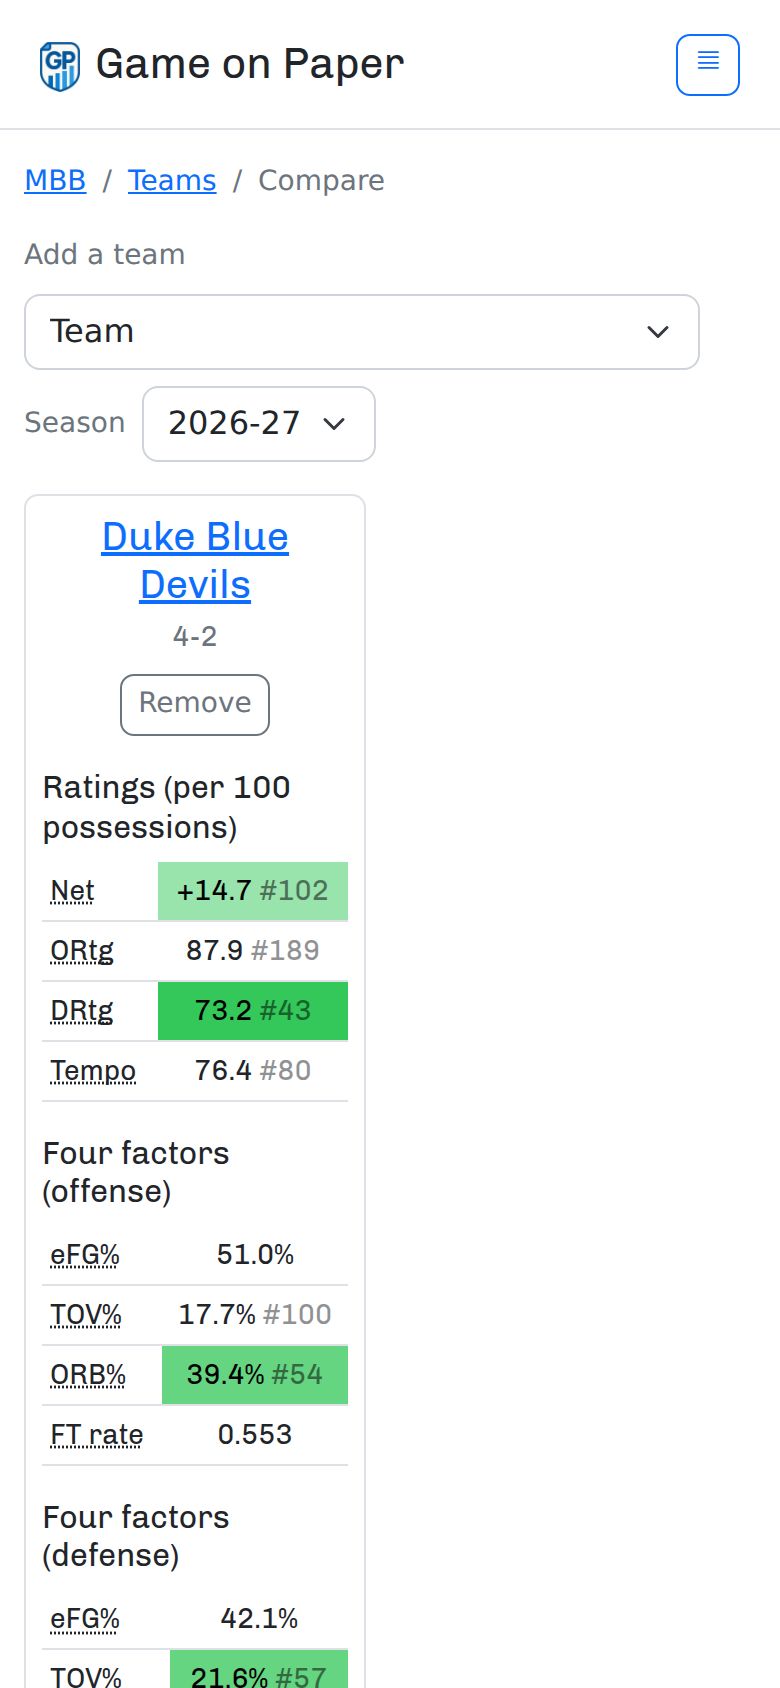 GP Game on Paper
MBB / Teams / Compare
Add a team
Team
Season 2026-27
Duke Blue
Devils
4-2
Remove
Ratings (per 100
possessions)
Net +14.7 #102
ORtg 87.9 #189
DRtg 73.2 #43
Tempo 76.4 #80
Four factors
(offense)
eFG% 51.0%
TOV% 17.7% #100
ORB% 39.4% #54
FT rate 0.553
Four factors
(defense)
eFG% 42.1%
TOV% 21.6% #57